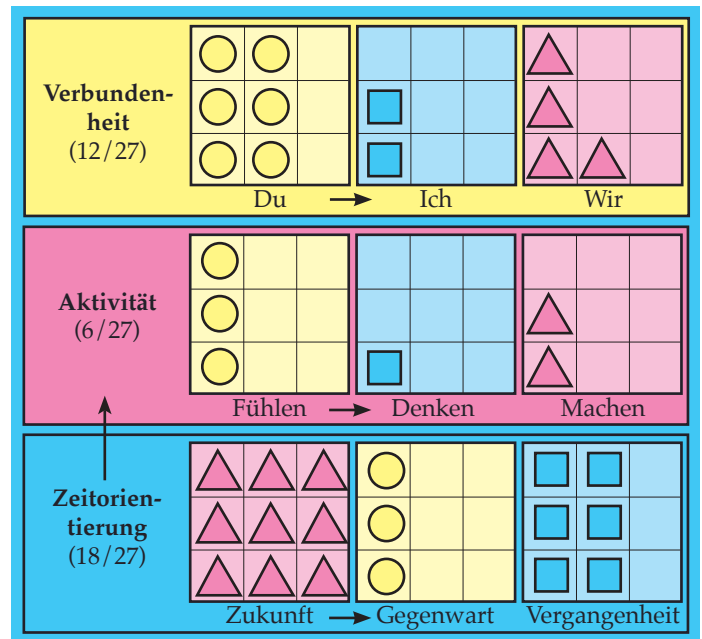 Verbunden-
heit
(12/27)
Du → Ich Wir
Aktivität
(6/27)
Fühlen → Denken Machen
Zeitorien-
tierung
(18/27)
Zukunft → Gegenwart Vergangenheit